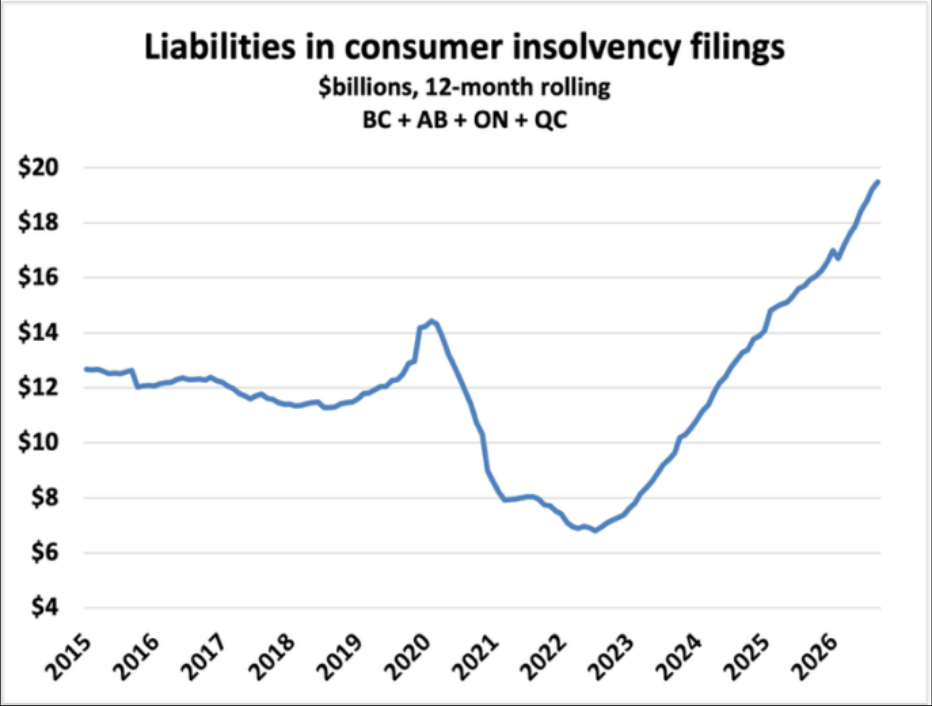 Liabilities in consumer insolvency filings
$billions, 12-month rolling
BC + AB + ON + QC
$20
$18
$16
$14
$12
$10
$8
$6
$4
2015 2016 2017 2018 2019 2020 2021 2022 2023 2024 2025 2026